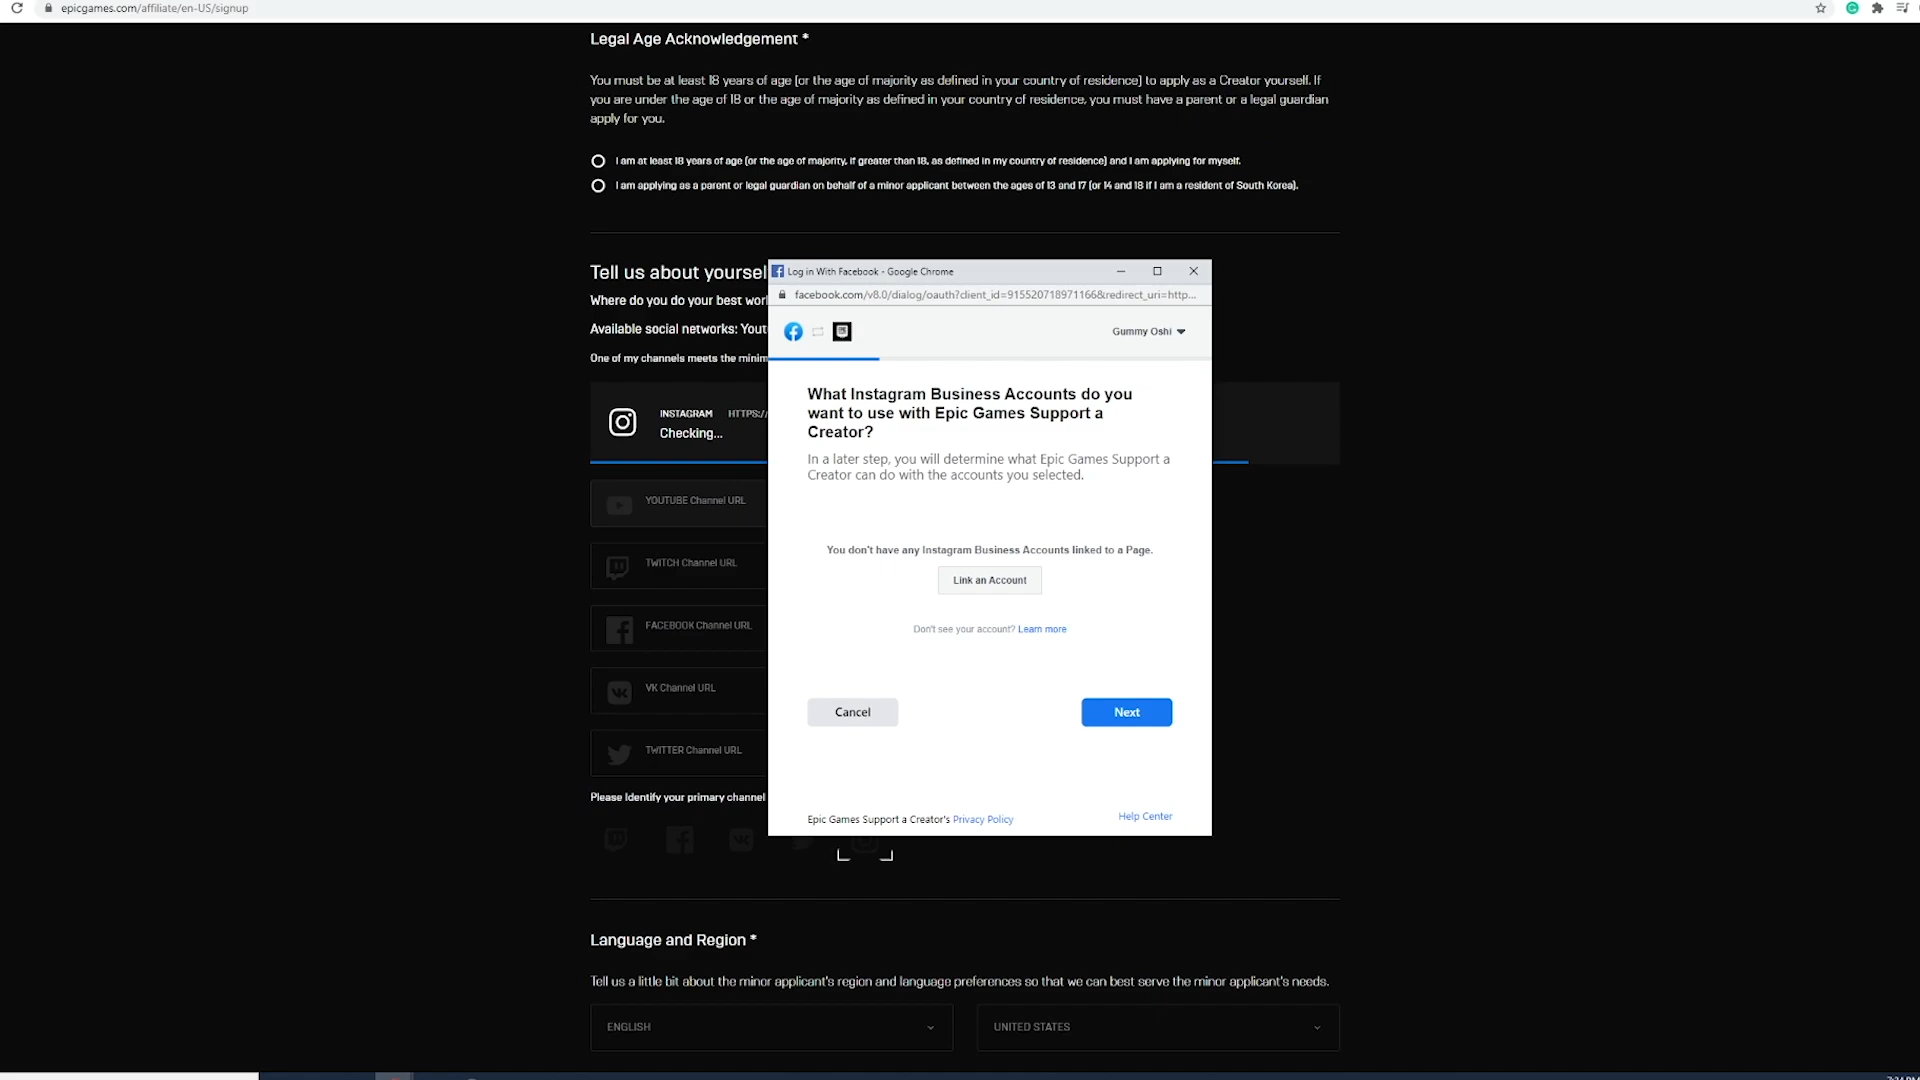 epicgames.com/affiliate/en-US/signup
Legal Age Acknowledgement *
You must be at least 18 years of age (or the age of majority as defined in your country of residence) to apply as a Creator yourself. If
you are under the age of 18 or the age of majority as defined in your country of residence, you must have a parent or a legal guardian
apply for you.
I am at least 18 years of age (or the age of majority, if greater than 18, as defined in my country of residence) and I am applying for myself.
I am applying as a parent or legal guardian on behalf of a minor applicant between the ages of 13 and 17 (or 14 and 18 if I am a resident of South Korea).
Tell us about yoursel
Where do you do your best wor
Available social networks: Yout
One of my channels meets the minim
INSTAGRAM HTTPS://
Checking...
YOUTUBE Channel URL
TWITCH Channel URL
FACEBOOK Channel URL
VK Channel URL
TWITTER Channel URL
Please Identify your primary channel
Log in With Facebook - Google Chrome
facebook.com/v8.0/dialog/oauth?client_id=915520718971166&redirect_uri=http...
Gummy Oshi
What Instagram Business Accounts do you
want to use with Epic Games Support a
Creator?
In a later step, you will determine what Epic Games Support a
Creator can do with the accounts you selected.
You don't have any Instagram Business Accounts linked to a Page.
Link an Account
Don't see your account? Learn more
Cancel
Next
Epic Games Support a Creator's Privacy Policy
Help Center
Language and Region *
Tell us a little bit about the minor applicant's region and language preferences so that we can best serve the minor applicant's needs.
ENGLISH
UNITED STATES